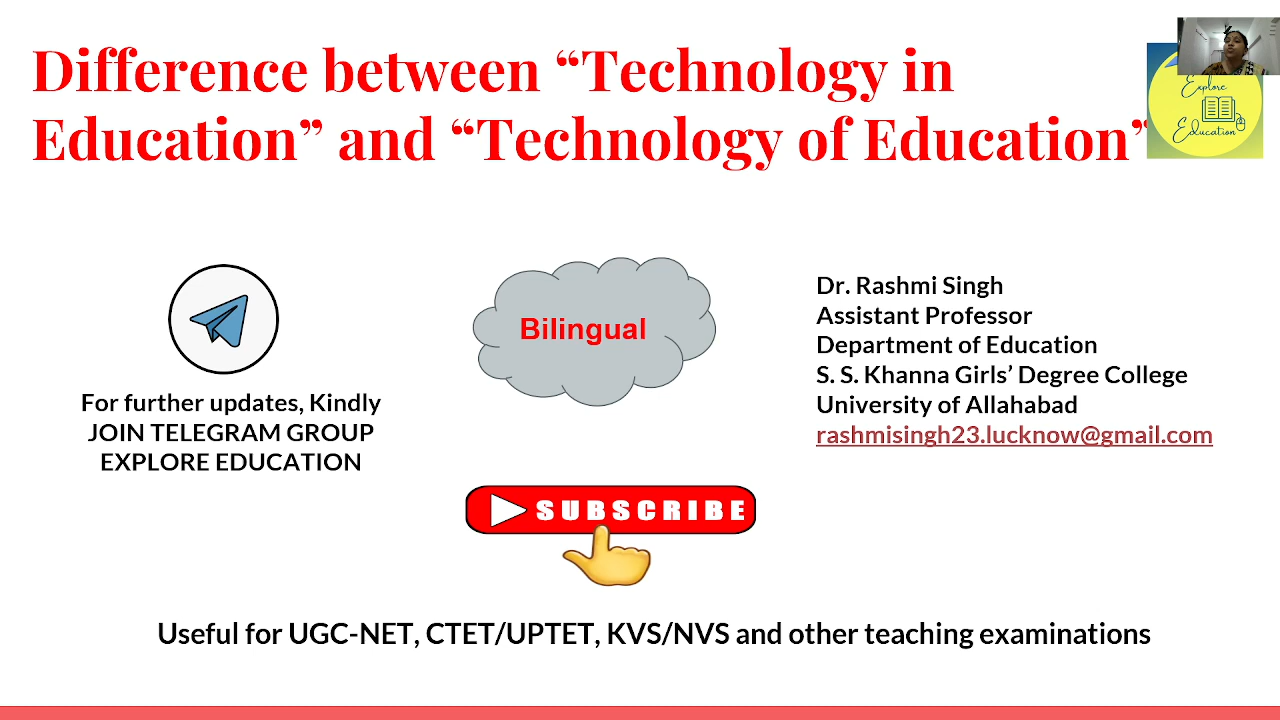 Difference between “Technology in
Education” and “Technology of Education”
Explore
Education
For further updates, Kindly
JOIN TELEGRAM GROUP
EXPLORE EDUCATION
Bilingual
Dr. Rashmi Singh
Assistant Professor
Department of Education
S. S. Khanna Girls’ Degree College
University of Allahabad
rashmisingh23.lucknow@gmail.com
SUBSCRIBE
Useful for UGC-NET, CTET/UPTET, KVS/NVS and other teaching examinations